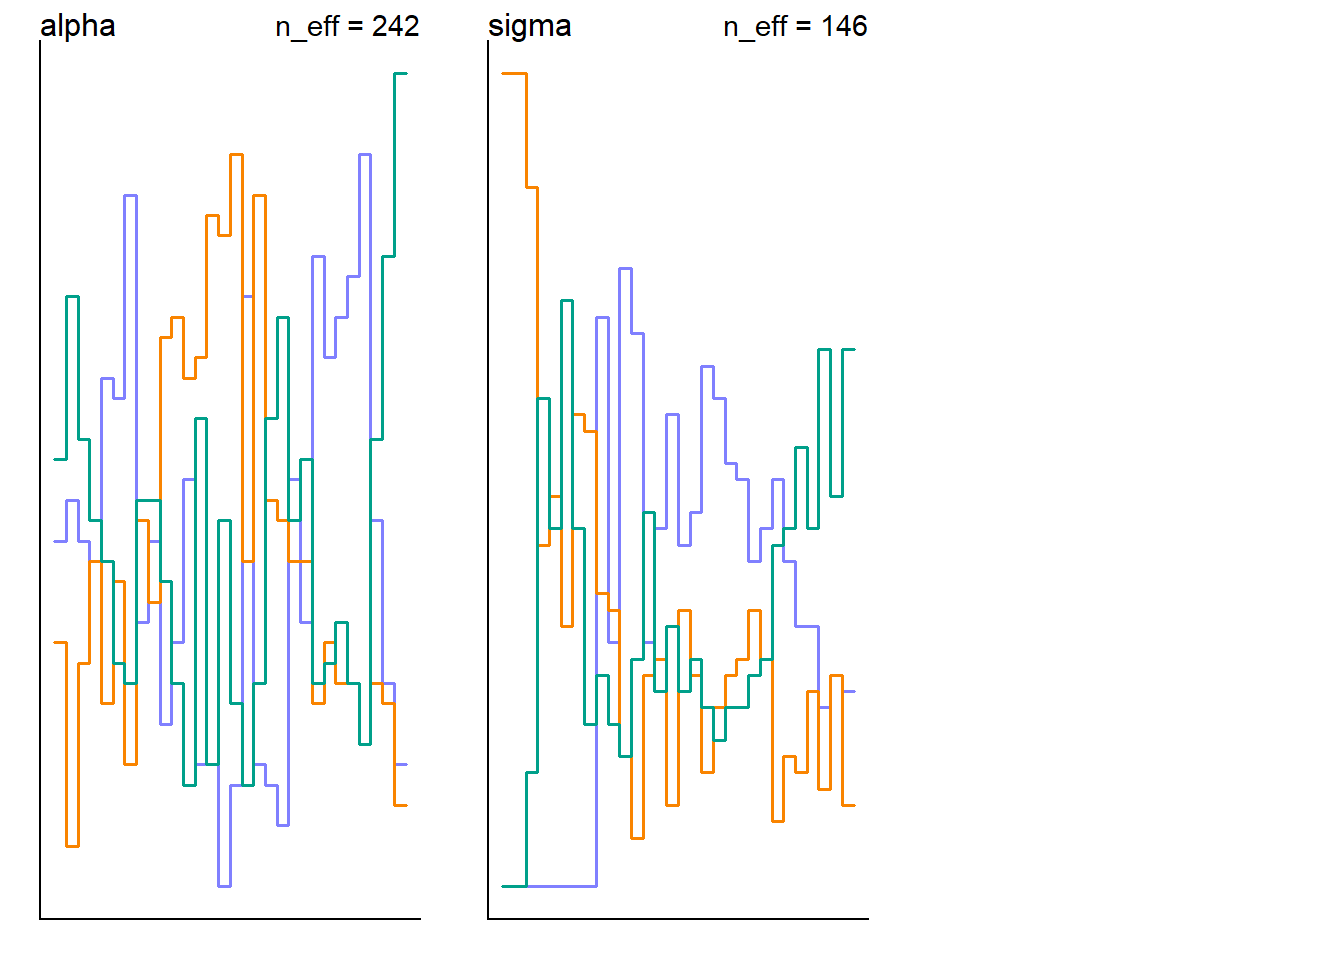 alpha n_eff = 242
sigma n_eff = 146